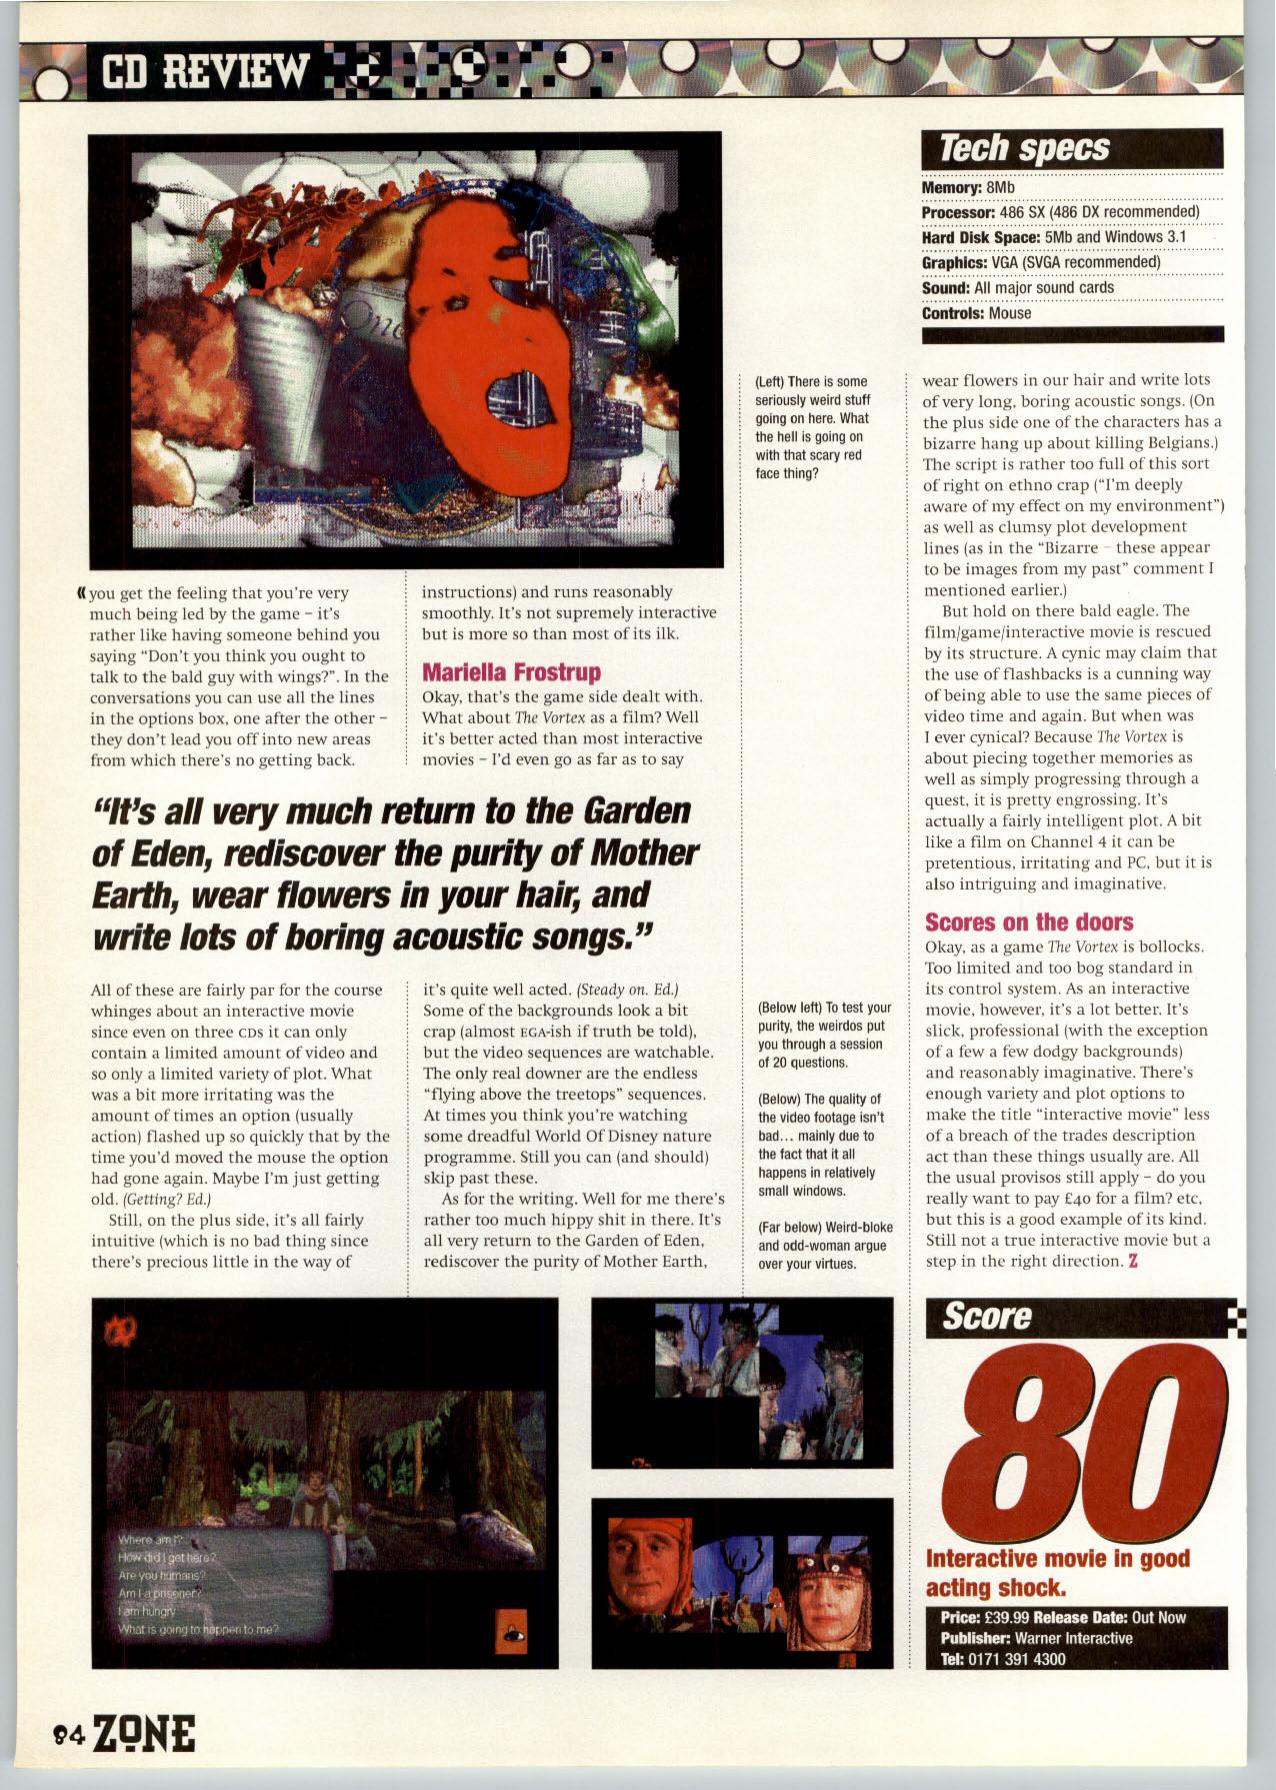 CD REVIEW
Tech specs
Memory: 8Mb
Processor: 486 SX (486 DX recommended)
Hard Disk Space: 5Mb and Windows 3.1
Graphics: VGA (SVGA recommended)
Sound: All major sound cards
Controls: Mouse
(Left) There is some
seriously weird stuff
going on here. What
the hell is going on
with that scary red
face thing?
« you get the feeling that you're very
much being led by the game – it's
rather like having someone behind you
saying “Don't you think you ought to
talk to the bald guy with wings?”. In the
conversations you can use all the lines
in the options box, one after the other –
they don't lead you off into new areas
from which there's no getting back.
“It's all very much return to the Garden
of Eden, rediscover the purity of Mother
Earth, wear flowers in your hair, and
write lots of boring acoustic songs.”
All of these are fairly par for the course
whinges about an interactive movie
since even on three CDs it can only
contain a limited amount of video and
so only a limited variety of plot. What
was a bit more irritating was the
amount of times an option (usually
action) flashed up so quickly that by the
time you'd moved the mouse the option
had gone again. Maybe I'm just getting
old. (Getting? Ed.)
Still, on the plus side, it's all fairly
intuitive (which is no bad thing since
there's precious little in the way of
instructions) and runs reasonably
smoothly. It's not supremely interactive
but is more so than most of its ilk.
Mariella Frostrup
Okay, that's the game side dealt with.
What about The Vortex as a film? Well
it's better acted than most interactive
movies – I'd even go as far as to say
it's quite well acted. (Steady on. Ed.)
Some of the backgrounds look a bit
crap (almost EGA-ish if truth be told),
but the video sequences are watchable.
The only real downer are the endless
“flying above the treetops” sequences.
At times you think you're watching
some dreadful World Of Disney nature
programme. Still you can (and should)
skip past these.
As for the writing. Well for me there's
rather too much hippy shit in there. It's
all very return to the Garden of Eden,
rediscover the purity of Mother Earth,
(Below left) To test your
purity, the weirdos put
you through a session
of 20 questions.
(Below) The quality of
the video footage isn't
bad... mainly due to
the fact that it all
happens in relatively
small windows.
(Far below) Weird-bloke
and odd-woman argue
over your virtues.
wear flowers in our hair and write lots
of very long, boring acoustic songs. (On
the plus side one of the characters has a
bizarre hang up about killing Belgians.)
The script is rather too full of this sort
of right on ethno crap (“I'm deeply
aware of my effect on my environment”)
as well as clumsy plot development
lines (as in the “Bizarre – these appear
to be images from my past” comment I
mentioned earlier.)
But hold on there bald eagle. The
film/game/interactive movie is rescued
by its structure. A cynic may claim that
the use of flashbacks is a cunning way
of being able to use the same pieces of
video time and again. But when was
I ever cynical? Because The Vortex is
about piecing together memories as
well as simply progressing through a
quest, it is pretty engrossing. It's
actually a fairly intelligent plot. A bit
like a film on Channel 4 it can be
pretentious, irritating and PC, but it is
also intriguing and imaginative.
Scores on the doors
Okay, as a game The Vortex is bollocks.
Too limited and too bog standard in
its control system. As an interactive
movie, however, it's a lot better. It's
slick, professional (with the exception
of a few a few dodgy backgrounds)
and reasonably imaginative. There's
enough variety and plot options to
make the title “interactive movie” less
of a breach of the trades description
act than these things usually are. All
the usual provisos still apply – do you
really want to pay £40 for a film? etc,
but this is a good example of its kind.
Still not a true interactive movie but a
step in the right direction. Z
Where am I?
How did I get here?
Are you humans?
Am I a prisoner?
I am hungry
What is going to happen to me?
Score
80
Interactive movie in good
acting shock.
Price: £39.99 Release Date: Out Now
Publisher: Warner Interactive
Tel: 0171 391 4300
84 ZONE